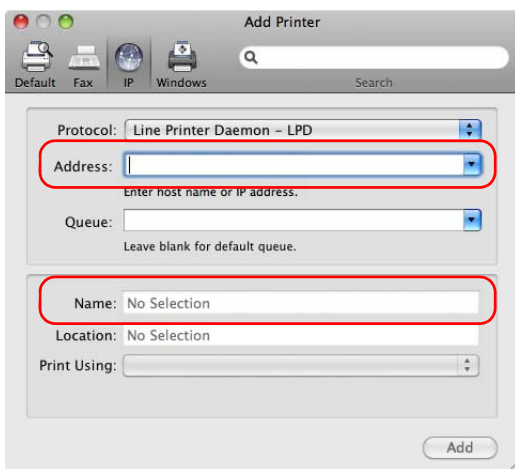 Add Printer
Default Fax IP Windows Search
Protocol: Line Printer Daemon – LPD
Address:
Enter host name or IP address.
Queue:
Leave blank for default queue.
Name: No Selection
Location: No Selection
Print Using:
Add